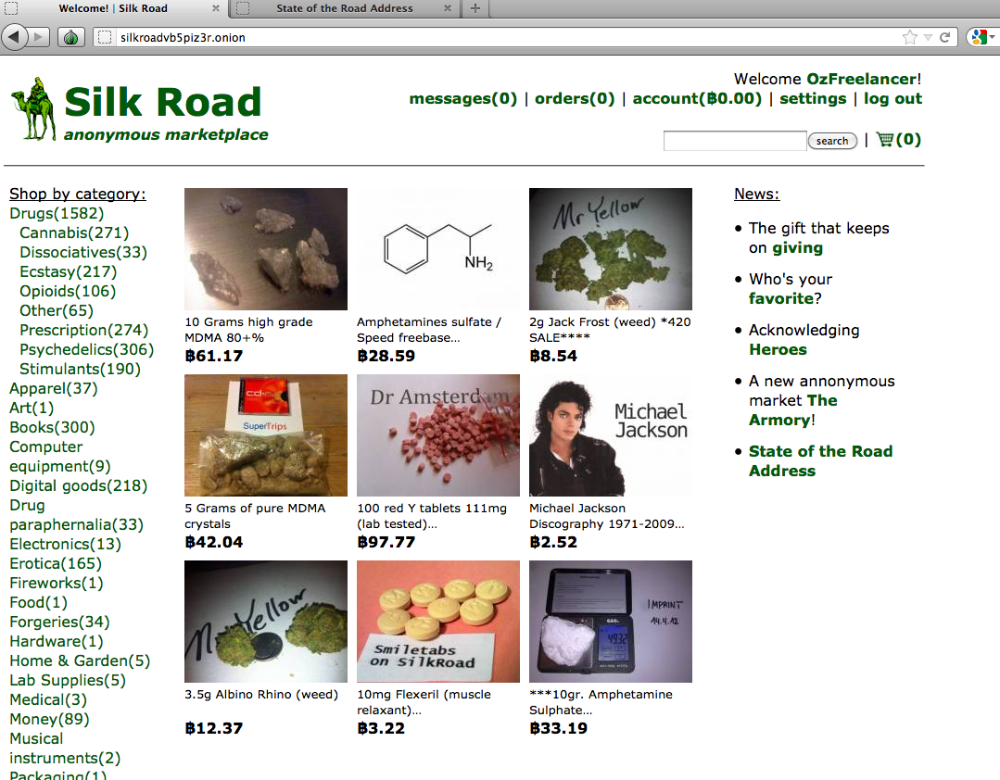 Welcome! | Silk Road
State of the Road Address
silkroadvb5piz3r.onion
Silk Road
anonymous marketplace
Welcome OzFreelancer!
messages(0) | orders(0) | account(฿0.00) | settings | log out
search | (0)
Shop by category:
Drugs(1582)
Cannabis(271)
Dissociatives(33)
Ecstasy(217)
Opioids(106)
Other(65)
Prescription(274)
Psychedelics(306)
Stimulants(190)
Apparel(37)
Art(1)
Books(300)
Computer
equipment(9)
Digital goods(218)
Drug
paraphernalia(33)
Electronics(13)
Erotica(165)
Fireworks(1)
Food(1)
Forgeries(34)
Hardware(1)
Home & Garden(5)
Lab Supplies(5)
Medical(3)
Money(89)
Musical
instruments(2)
Packaging(1)
10 Grams high grade
MDMA 80+%
฿61.17
NH2
Amphetamines sulfate /
Speed freebase...
฿28.59
Mr Yellow
2g Jack Frost (weed) *420
SALE****
฿8.54
cd-r
SuperTrips
5 Grams of pure MDMA
crystals
฿42.04
Dr Amsterdam
100 red Y tablets 111mg
(lab tested)...
฿97.77
Michael
Jackson
Michael Jackson
Discography 1971-2009...
฿2.52
Mr Yellow
3.5g Albino Rhino (weed)
฿12.37
Smiletabs
on SilkRoad
10mg Flexeril (muscle
relaxant)...
฿3.22
IMPRINT
14.4.12
49.32
***10gr. Amphetamine
Sulphate...
฿33.19
News:
The gift that keeps
on giving
Who's your
favorite?
Acknowledging
Heroes
A new annonymous
market The
Armory!
State of the Road
Address